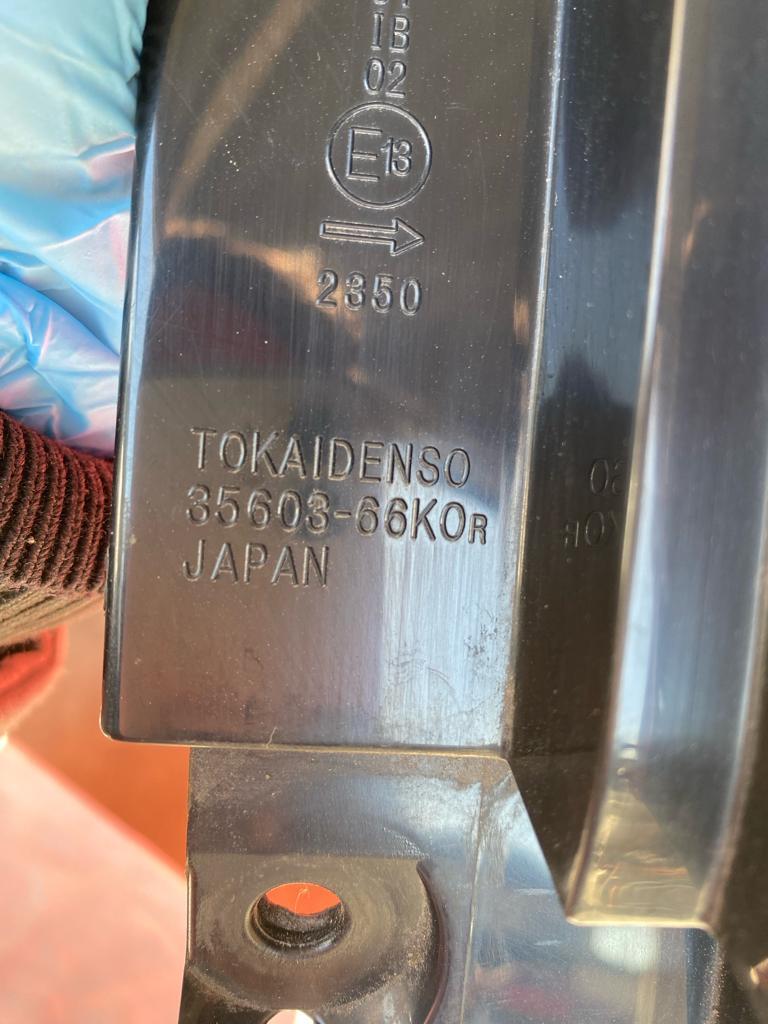 IB
02
E13
2350
TOKAIDENSO
35603-66K0R
JAPAN